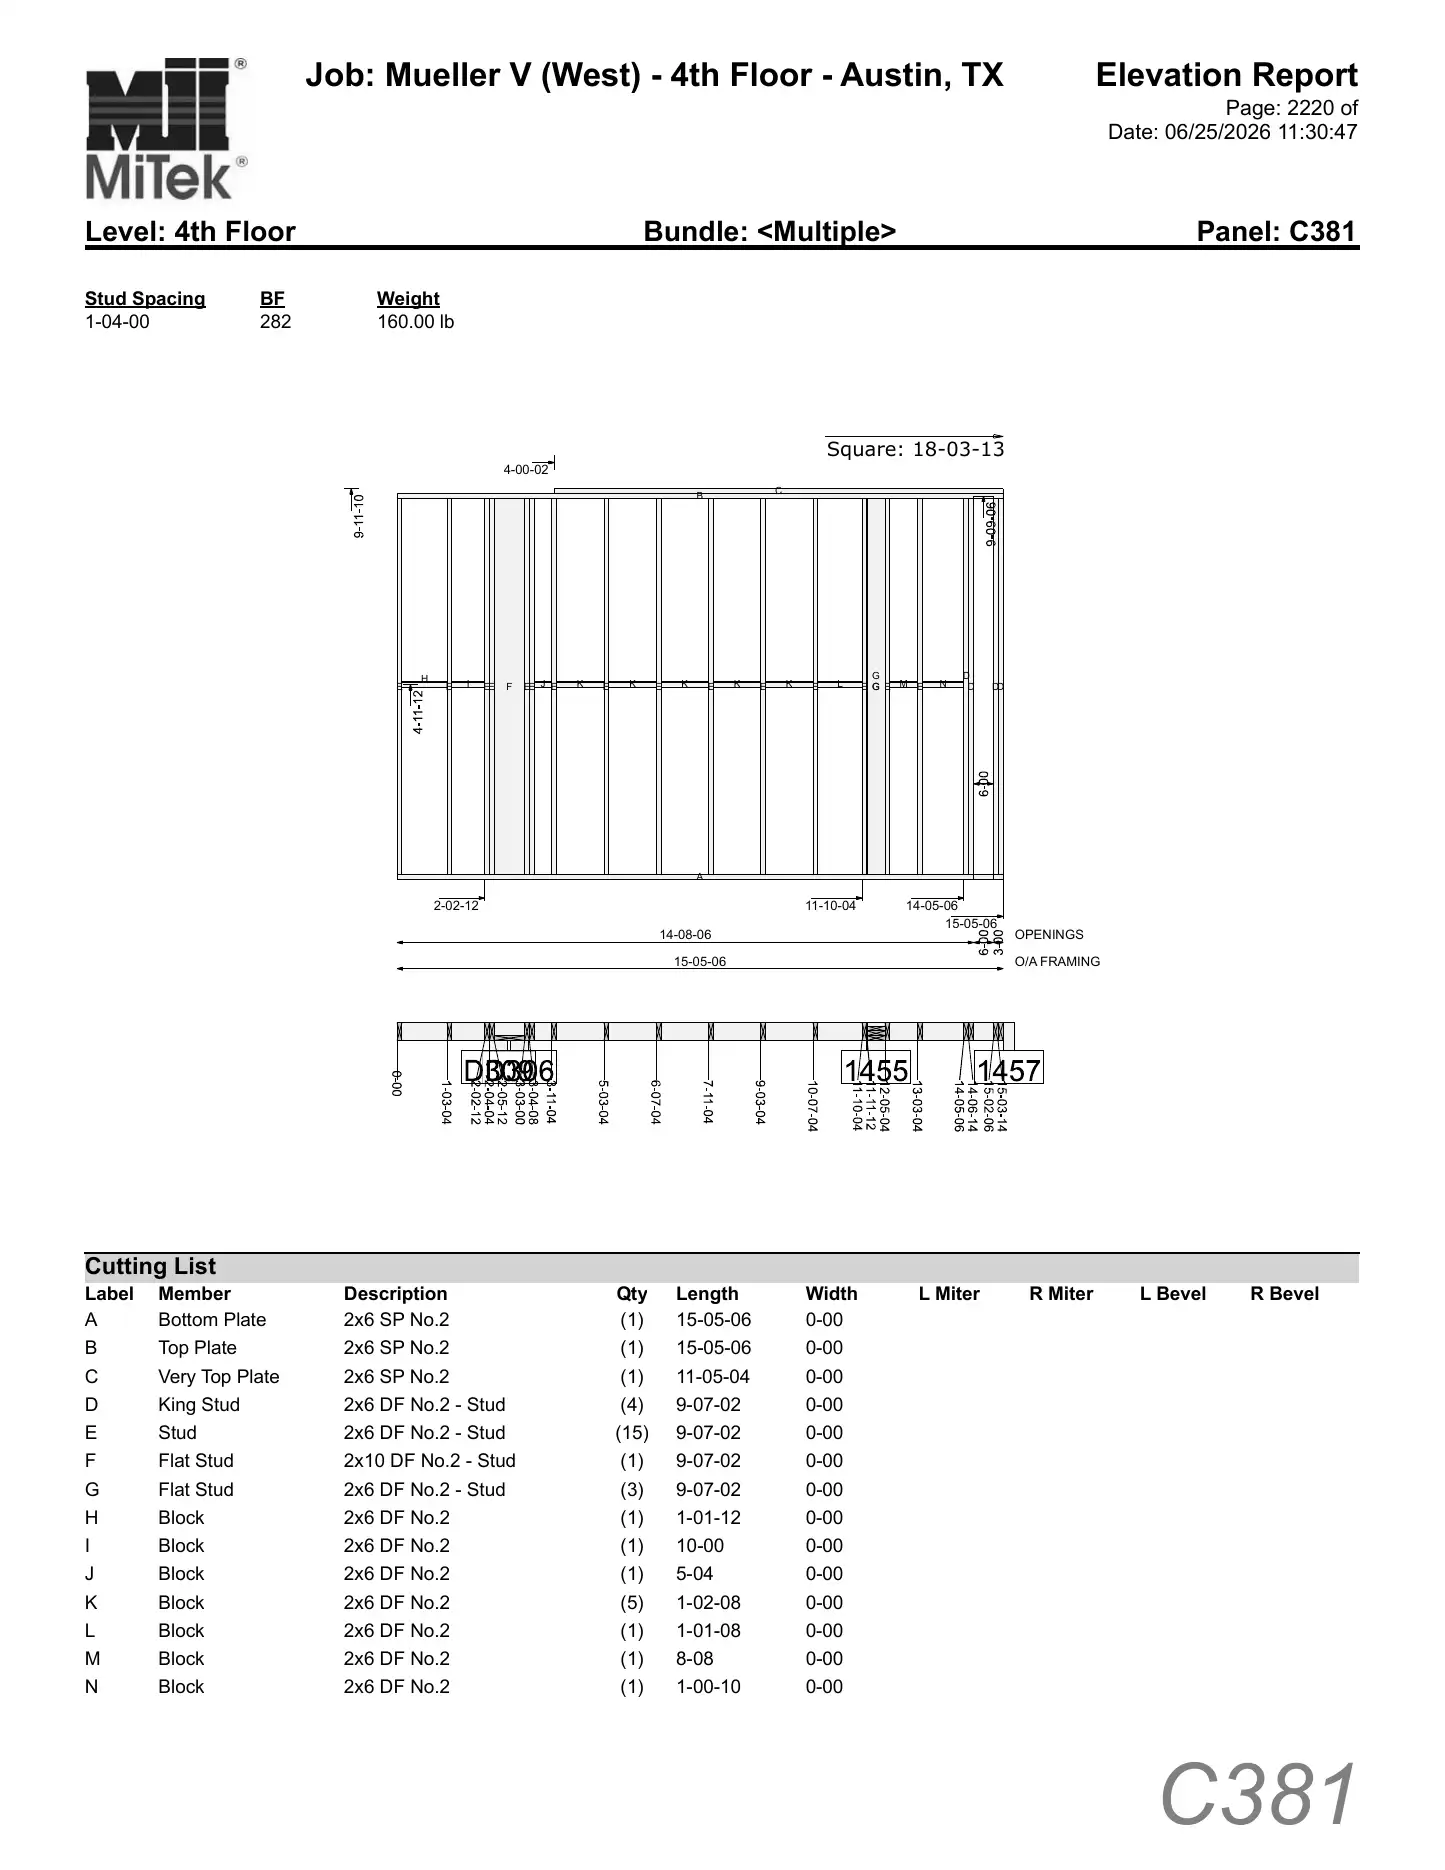 Job: Mueller V (West) - 4th Floor - Austin, TX
Elevation Report
Page: 2220 of
Date: 06/25/2026 11:30:47
MiTek®
Level: 4th Floor Bundle: <Multiple> Panel: C381
Stud Spacing BF Weight
1-04-00 282 160.00 lb
Square: 18-03-13
4-00-02
C
B
9-11-10
9-09-06
H I F J K K K K K L G G M N D D D D
4-11-12
6-00
A
2-02-12 11-10-04 14-05-06
15-05-06
14-08-06 6-00 3-00 OPENINGS
15-05-06 O/A FRAMING
1455 1457
0-00 1-03-04 2-02-12 2-04-04 2-05-12 3-03-00 3-04-08 3-11-04 5-03-04 6-07-04 7-11-04 9-03-04 10-07-04 11-10-04 11-11-12 12-05-04 13-03-04 14-05-06 14-06-14 15-02-06 15-03-14
Cutting List
Label Member Description Qty Length Width L Miter R Miter L Bevel R Bevel
A Bottom Plate 2x6 SP No.2 (1) 15-05-06 0-00
B Top Plate 2x6 SP No.2 (1) 15-05-06 0-00
C Very Top Plate 2x6 SP No.2 (1) 11-05-04 0-00
D King Stud 2x6 DF No.2 - Stud (4) 9-07-02 0-00
E Stud 2x6 DF No.2 - Stud (15) 9-07-02 0-00
F Flat Stud 2x10 DF No.2 - Stud (1) 9-07-02 0-00
G Flat Stud 2x6 DF No.2 - Stud (3) 9-07-02 0-00
H Block 2x6 DF No.2 (1) 1-01-12 0-00
I Block 2x6 DF No.2 (1) 10-00 0-00
J Block 2x6 DF No.2 (1) 5-04 0-00
K Block 2x6 DF No.2 (5) 1-02-08 0-00
L Block 2x6 DF No.2 (1) 1-01-08 0-00
M Block 2x6 DF No.2 (1) 8-08 0-00
N Block 2x6 DF No.2 (1) 1-00-10 0-00
C381